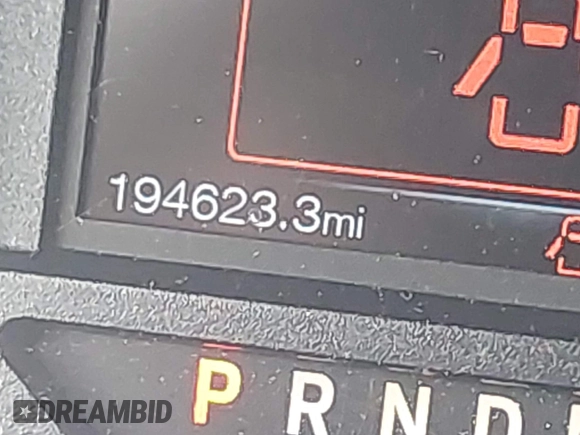 194623.3mi
P R N D
DREAMBID